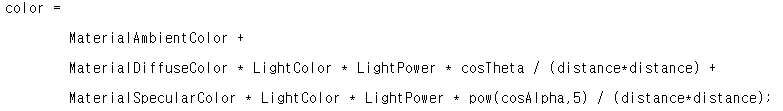 color =
MaterialAmbientColor +
MaterialDiffuseColor * LightColor * LightPower * cosTheta / (distance*distance) +
MaterialSpecularColor * LightColor * LightPower * pow(cosAlpha,5) / (distance*distance);